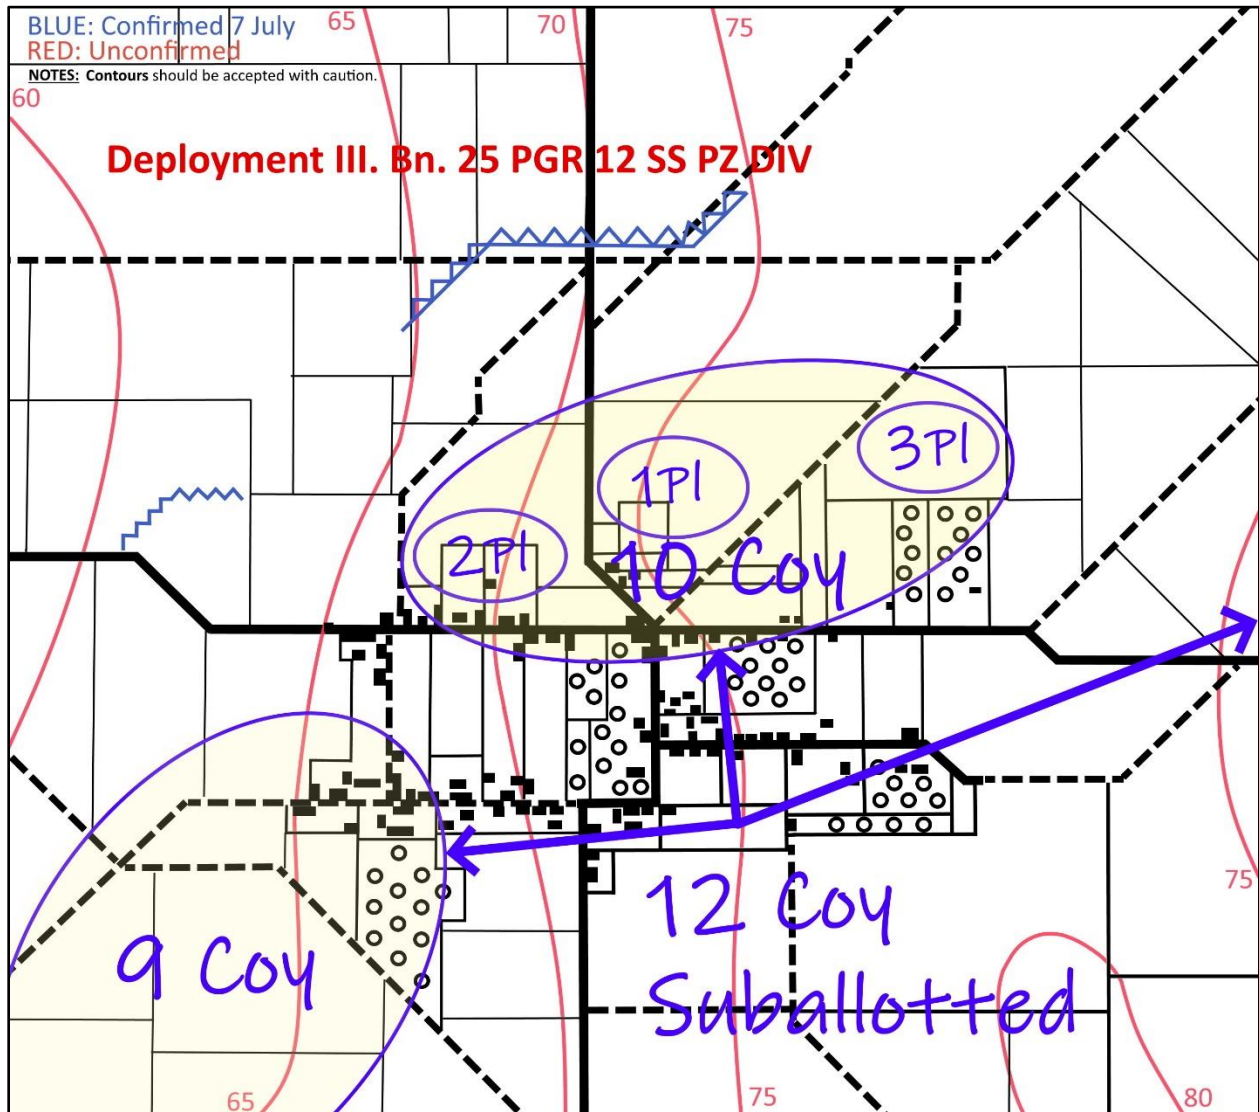 BLUE: Confirmed 7 July
RED: Unconfirmed
NOTES: Contours should be accepted with caution.
65
70
75
60
Deployment III. Bn. 25 PGR 12 SS PZ DIV
3Pl
1Pl
2Pl
10 Coy
75
9 Coy
12 Coy
Suballotted
65
75
80